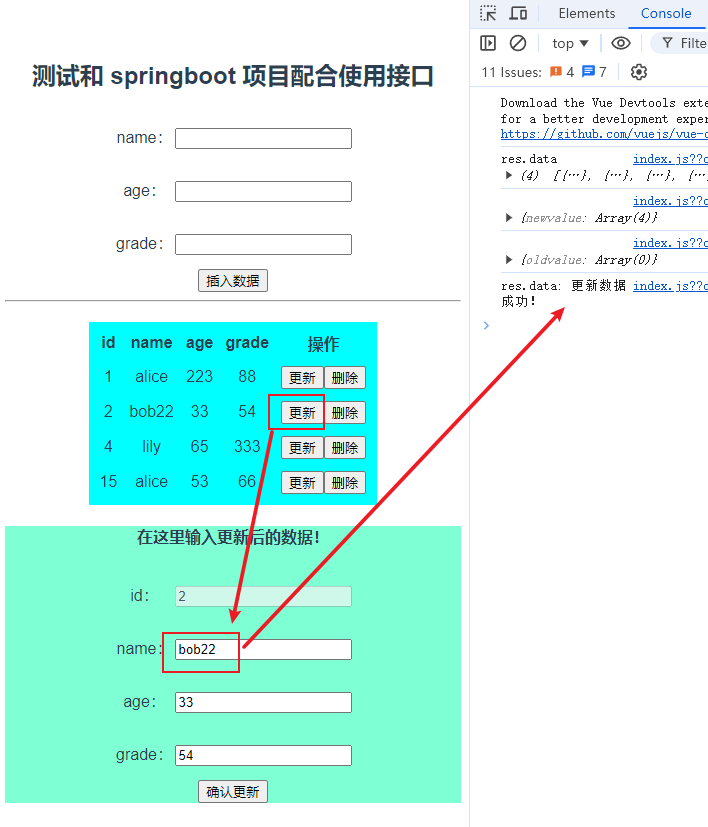 测试和 springboot 项目配合使用接口
name：
age：
grade：
插入数据
id name age grade 操作
1 alice 223 88 更新 删除
2 bob22 33 54 更新 删除
4 lily 65 333 更新 删除
15 alice 53 66 更新 删除
在这里输入更新后的数据！
id： 2
name： bob22
age： 33
grade： 54
确认更新
Elements Console
top Filte
11 Issues: 4 7
Download the Vue Devtools exte
for a better development exper
https://github.com/vuejs/vue-d
res.data index.js??c
(4) [{…}, {…}, {…}, {…
index.js??c
{newvalue: Array(4)}
index.js??c
{oldvalue: Array(0)}
res.data: 更新数据 index.js??c
成功！